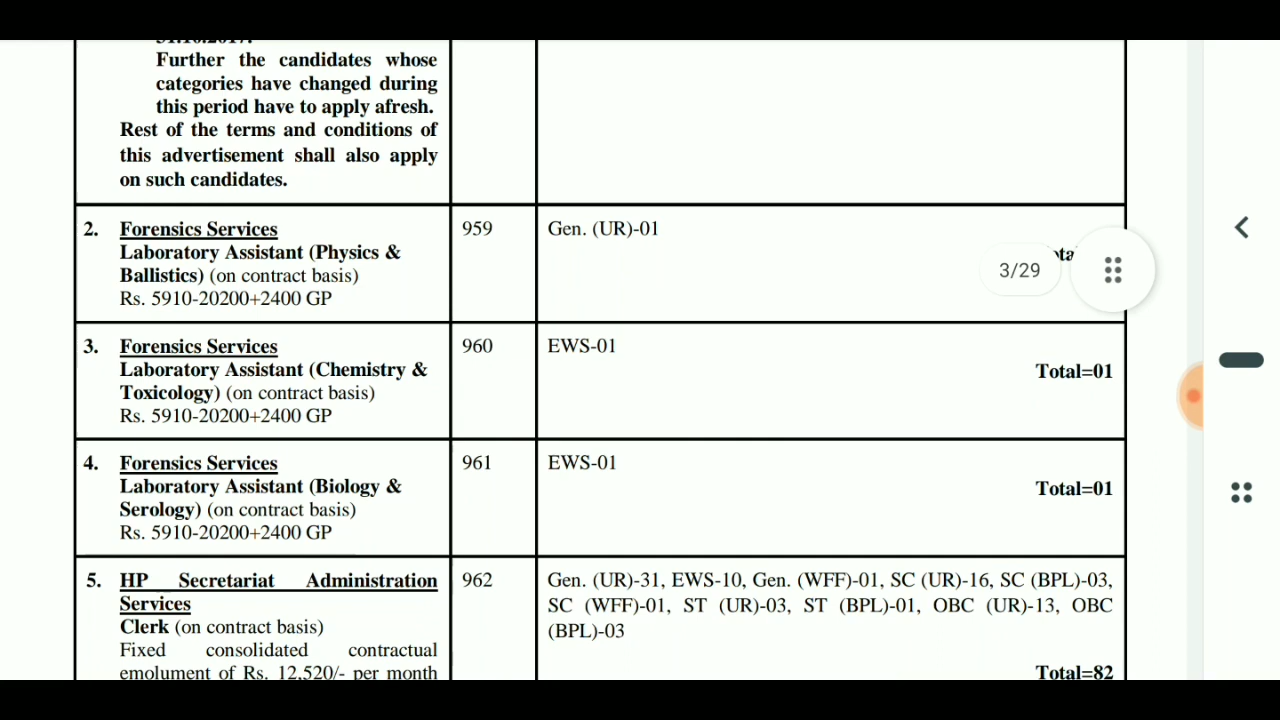 Further the candidates whose
categories have changed during
this period have to apply afresh.
Rest of the terms and conditions of
this advertisement shall also apply
on such candidates.
2. Forensics Services
Laboratory Assistant (Physics &
Ballistics) (on contract basis)
Rs. 5910-20200+2400 GP
959
Gen. (UR)-01
3/29
3. Forensics Services
Laboratory Assistant (Chemistry &
Toxicology) (on contract basis)
Rs. 5910-20200+2400 GP
960
EWS-01
Total=01
4. Forensics Services
Laboratory Assistant (Biology &
Serology) (on contract basis)
Rs. 5910-20200+2400 GP
961
EWS-01
Total=01
5. HP Secretariat Administration
Services
Clerk (on contract basis)
Fixed consolidated contractual
emolument of Rs. 12,520/- per month
962
Gen. (UR)-31, EWS-10, Gen. (WFF)-01, SC (UR)-16, SC (BPL)-03,
SC (WFF)-01, ST (UR)-03, ST (BPL)-01, OBC (UR)-13, OBC
(BPL)-03
Total=82